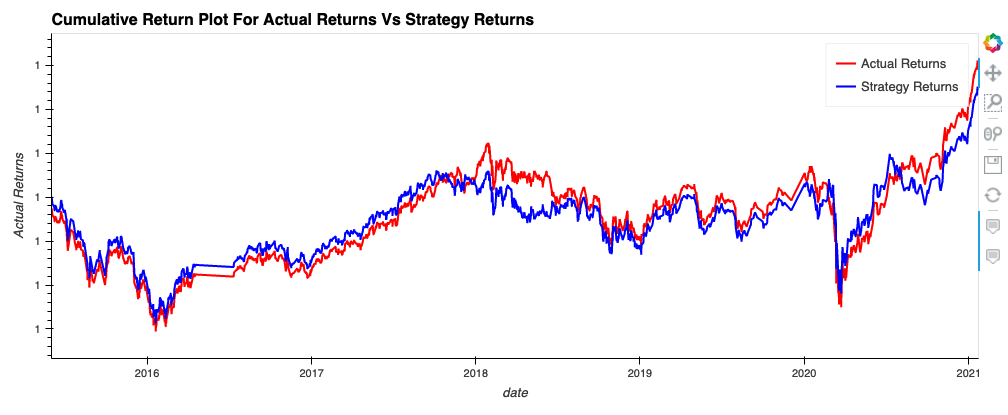 Cumulative Return Plot For Actual Returns Vs Strategy Returns
Actual Returns
Strategy Returns
1
1
1
1
1
1
1
Actual Returns
2016 2017 2018 2019 2020 2021
date